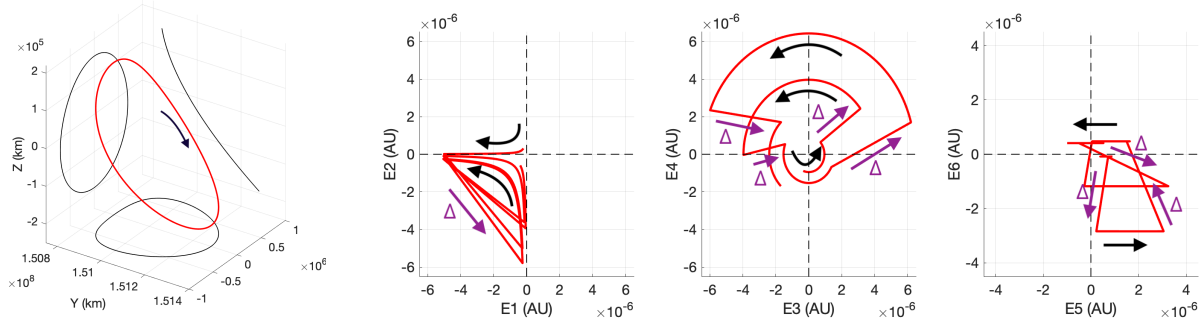 ×10^5
2
1
0
-1
-2
Z (km)
1.508
1.51
1.512
1.514
×10^8
Y (km)
-1
-0.5
0
0.5
1
×10^6
×10^-6
6
4
2
0
-2
-4
-6
E2 (AU)
Δ
-6 -4 -2 0 2 4 6
E1 (AU)
×10^-6
×10^-6
6
4
2
0
-2
-4
-6
E4 (AU)
Δ
Δ
Δ
Δ
-6 -4 -2 0 2 4 6
E3 (AU)
×10^-6
×10^-6
4
2
0
-2
-4
E6 (AU)
Δ
Δ
Δ
-4 -2 0 2 4
E5 (AU)
×10^-6